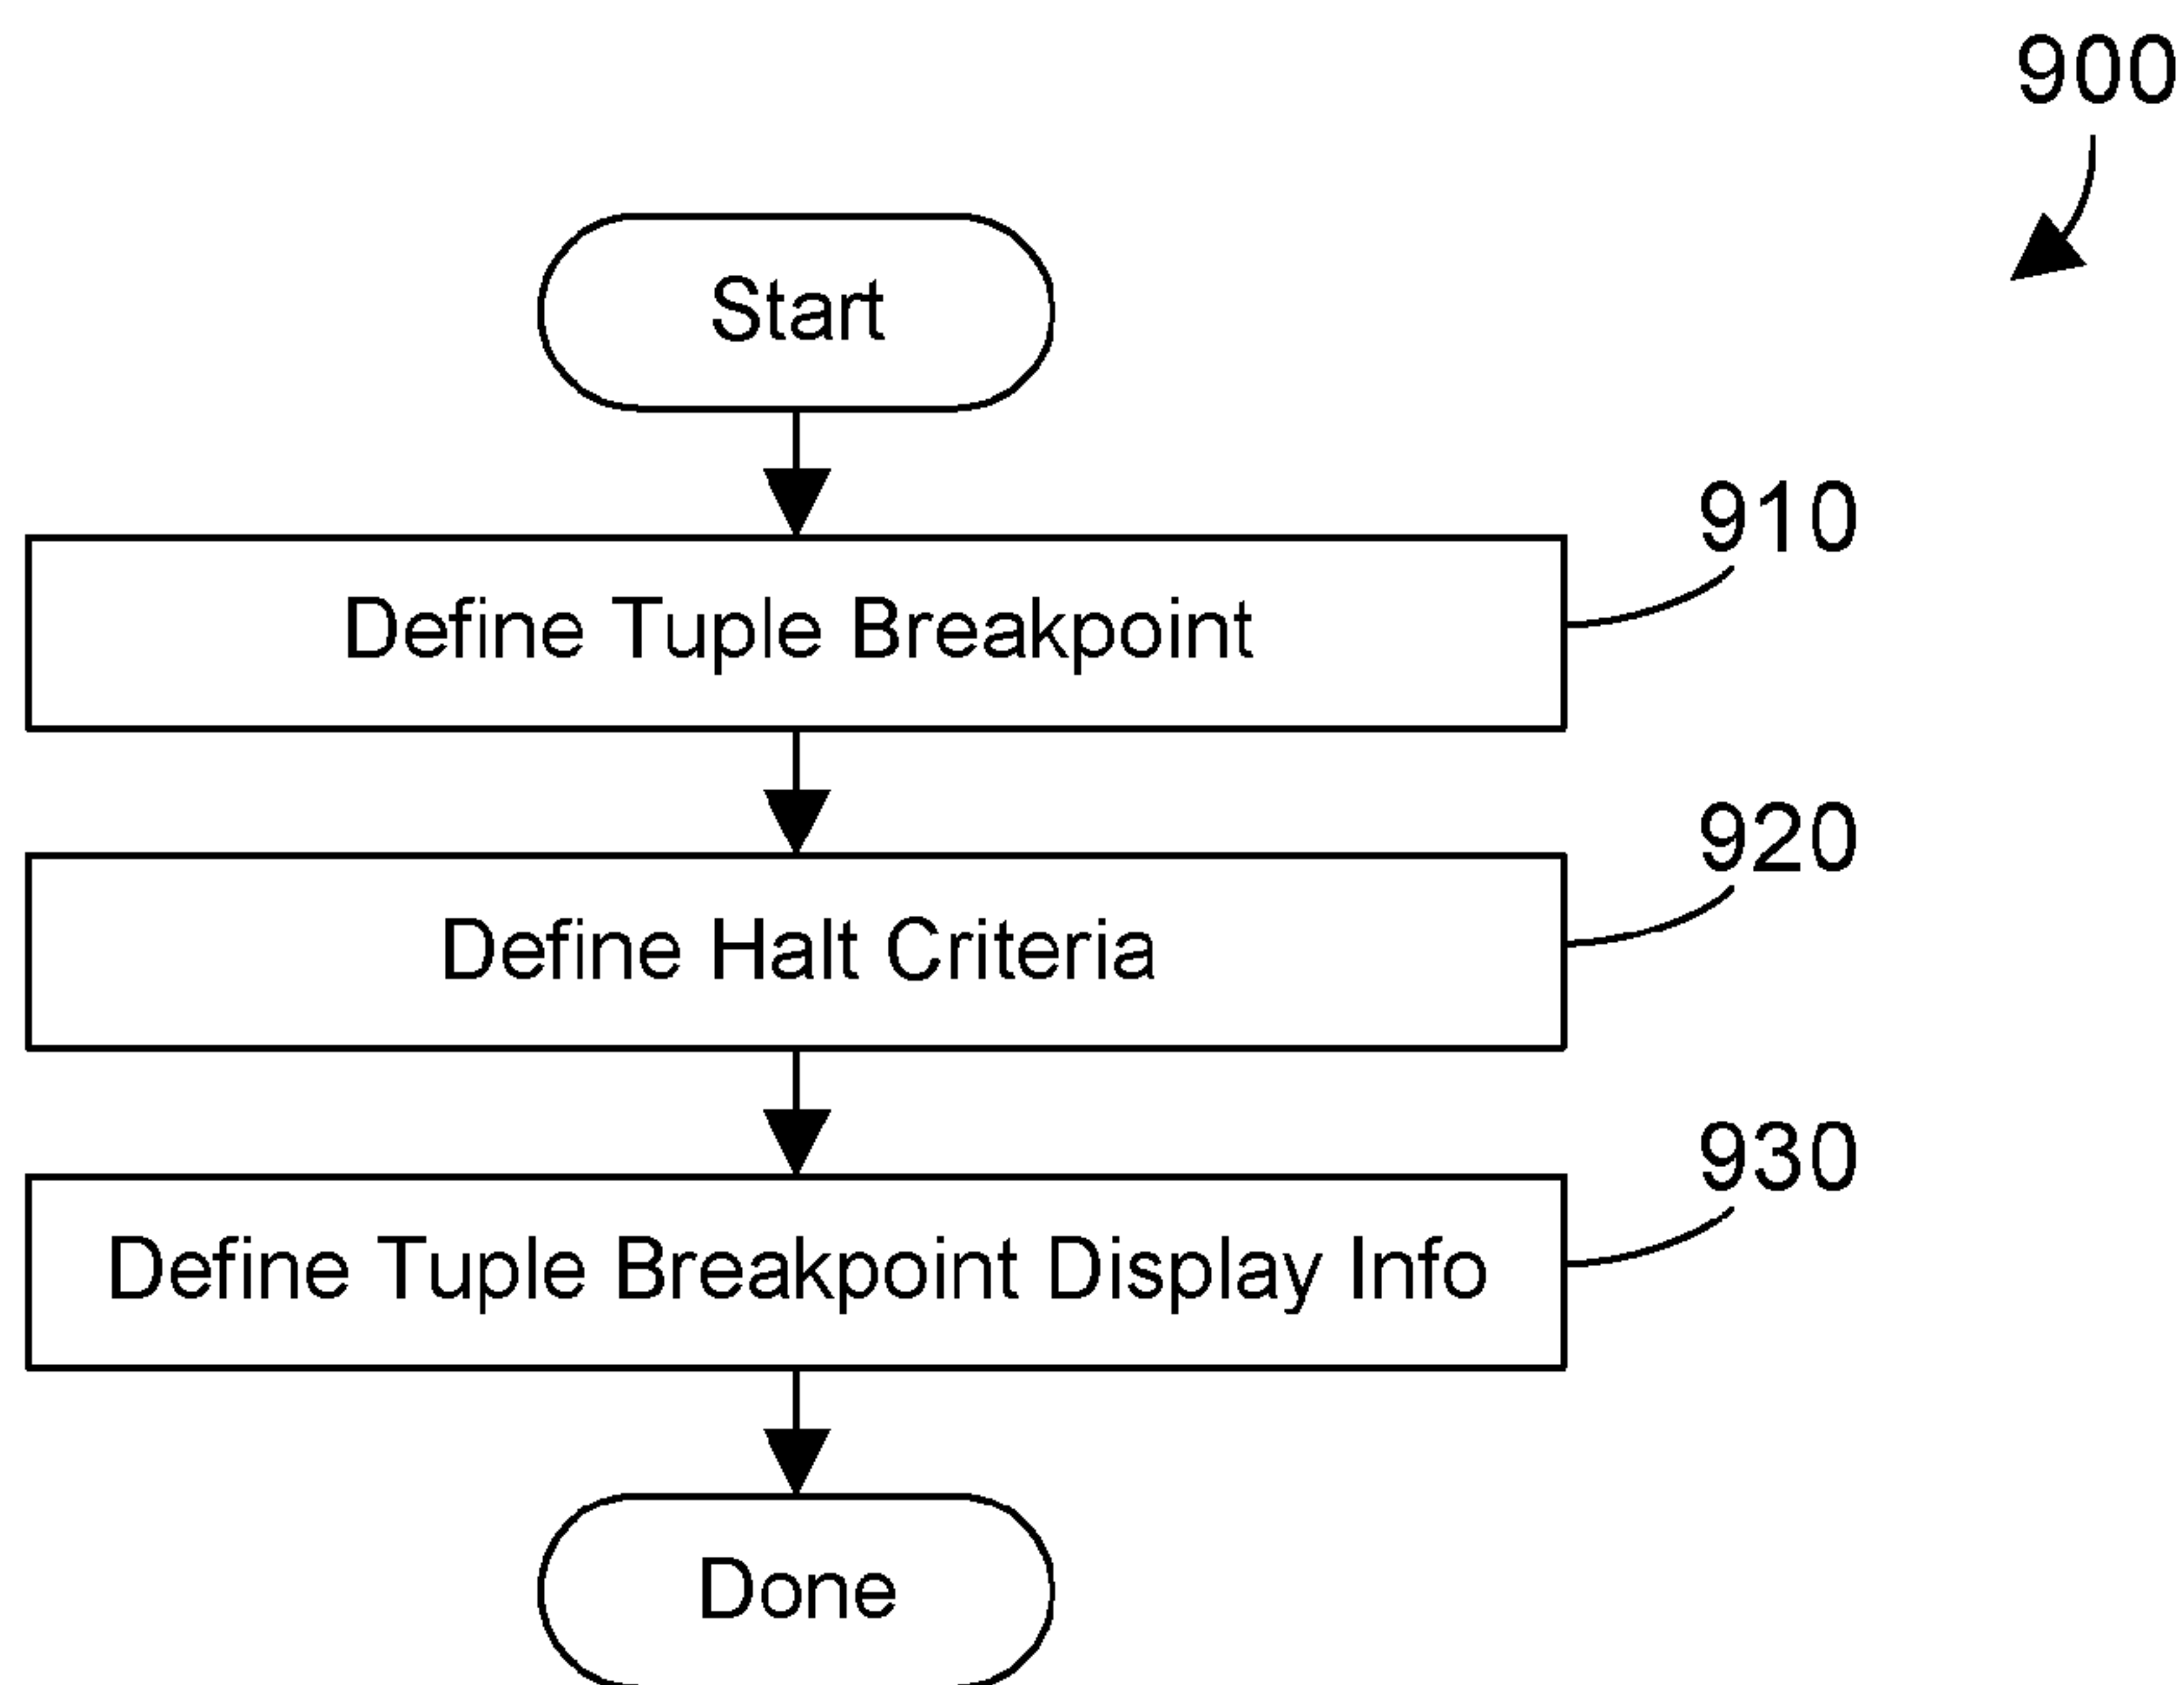 900
Start
910
Define Tuple Breakpoint
920
Define Halt Criteria
930
Define Tuple Breakpoint Display Info
Done